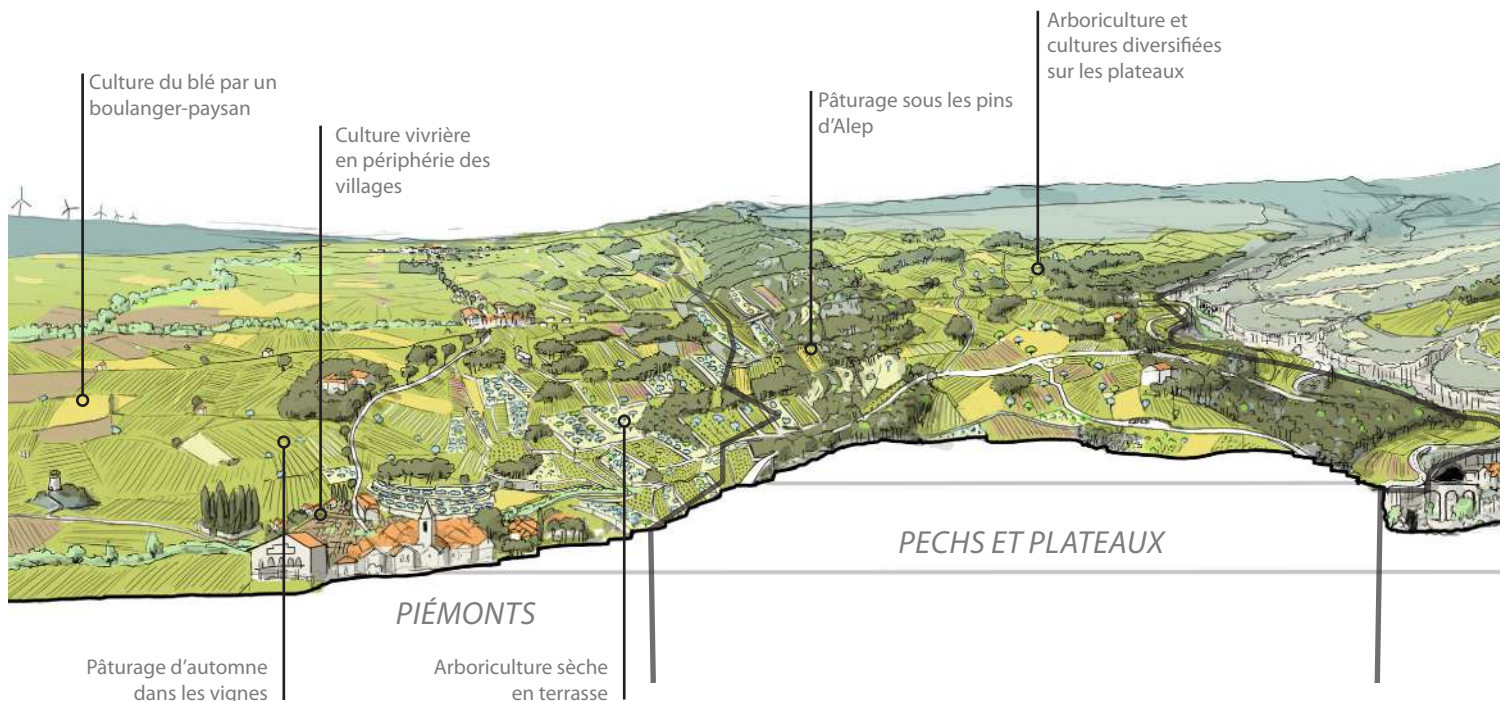 Arboriculture et
cultures diversifiées
sur les plateaux
Culture du blé par un
boulanger-paysan
Pâturage sous les pins
d’Alep
Culture vivrière
en périphérie des
villages
PECHS ET PLATEAUX
PIÉMONTS
Pâturage d’automne
dans les vignes
Arboriculture sèche
en terrasse